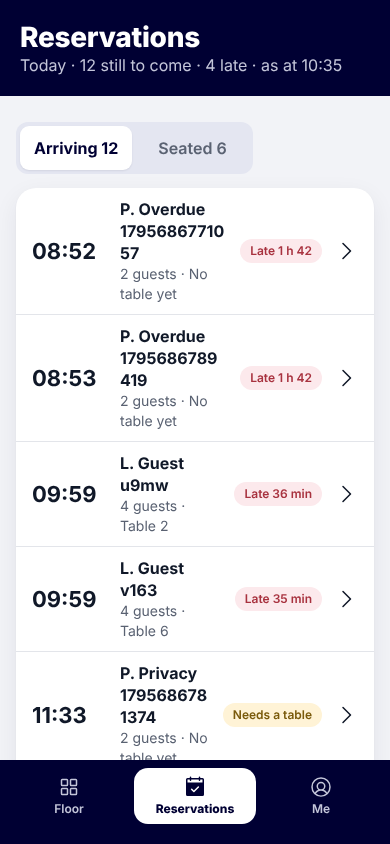 Reservations
Today · 12 still to come · 4 late · as at 10:35
Arriving 12
Seated 6
08:52
P. Overdue
17956867710
57
2 guests · No
table yet
Late 1 h 42
08:53
P. Overdue
1795686789
419
2 guests · No
table yet
Late 1 h 42
09:59
L. Guest
u9mw
4 guests ·
Table 2
Late 36 min
09:59
L. Guest
v163
4 guests ·
Table 6
Late 35 min
11:33
P. Privacy
179568678
1374
2 guests · No
table yet
Needs a table
Floor
Reservations
Me